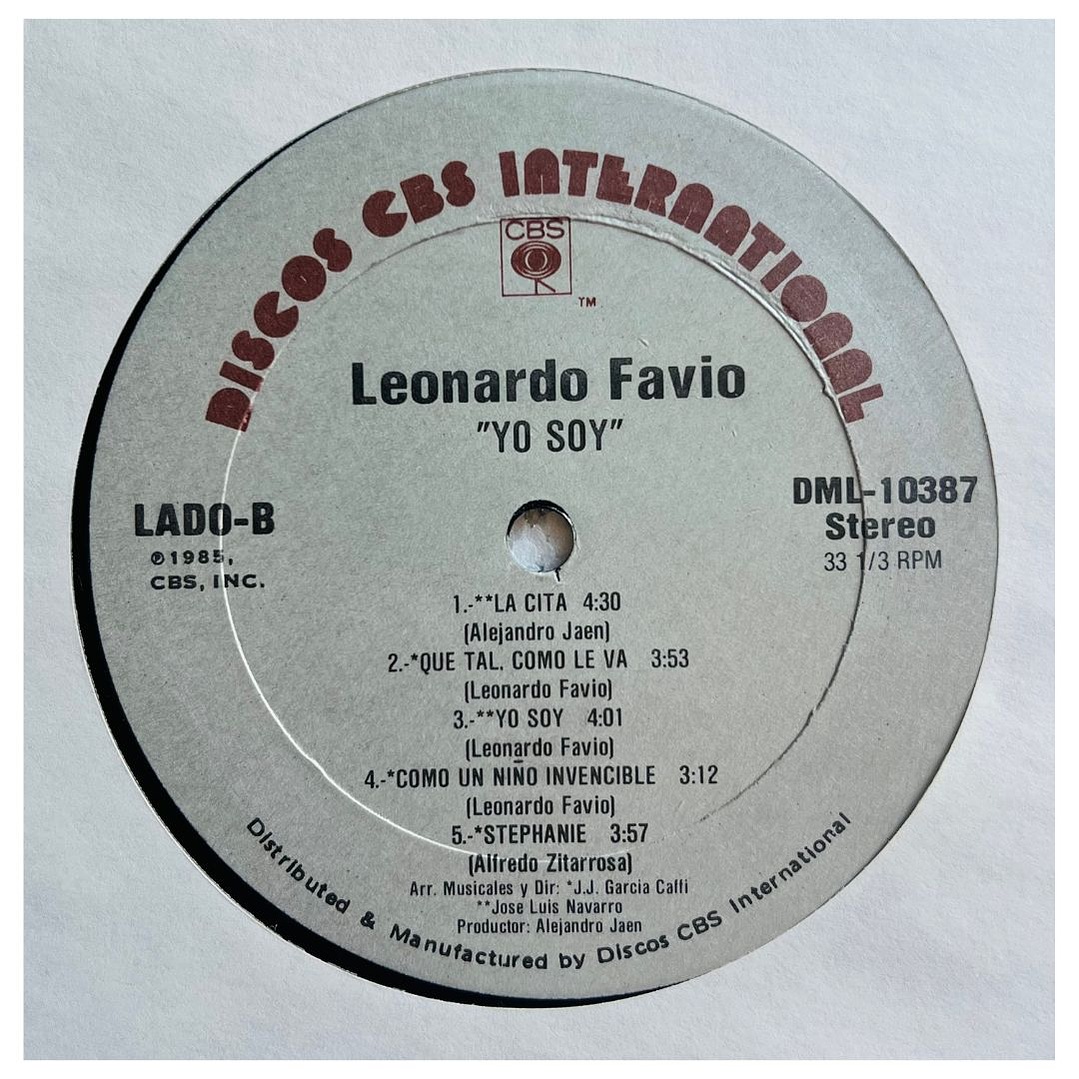 DISCOS CBS INTERNATIONAL
CBS
TM
Leonardo Favio
"YO SOY"
LADO-B
℗1985,
CBS, INC.
DML-10387
Stereo
33 1/3 RPM
1.-**LA CITA 4:30
(Alejandro Jaen)
2.-*QUE TAL, COMO LE VA 3:53
(Leonardo Favio)
3.-**YO SOY 4:01
(Leonardo Favio)
4.-*COMO UN NIÑO INVENCIBLE 3:12
(Leonardo Favio)
5.-*STEPHANIE 3:57
(Alfredo Zitarrosa)
Arr. Musicales y Dir: *J.J. Garcia Caffi
**Jose Luis Navarro
Productor: Alejandro Jaen
Distributed & Manufactured by Discos CBS International